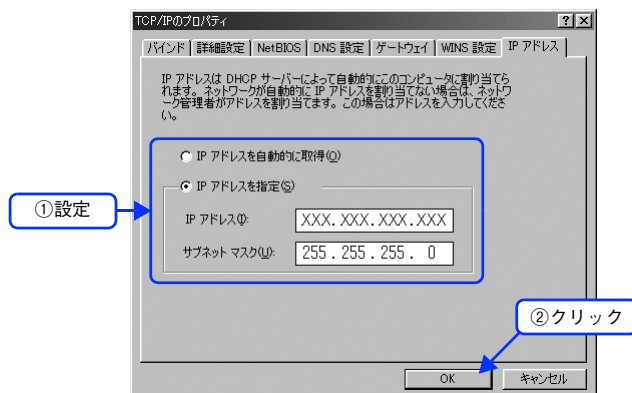 TCP/IPのプロパティ
バインド 詳細設定 NetBIOS DNS 設定 ゲートウェイ WINS 設定 IP アドレス
IP アドレスは DHCP サーバーによって自動的にこのコンピュータに割り当てら
れます。ネットワークが自動的に IP アドレスを割り当てない場合は、ネットワ
ーク管理者がアドレスを割り当てます。この場合はアドレスを入力してくださ
い。
IP アドレスを自動的に取得(O)
IP アドレスを指定(S)
①設定
IP アドレス(I): XXX.XXX.XXX.XXX
サブネット マスク(U): 255.255.255. 0
②クリック
OK キャンセル